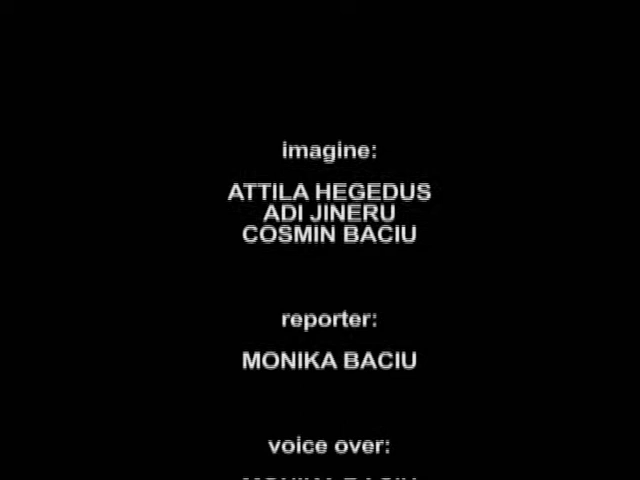 imagine:
ATTILA HEGEDUS
ADI JINERU
COSMIN BACIU
reporter:
MONIKA BACIU
voice over: